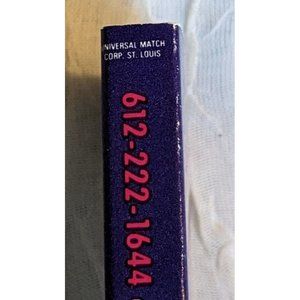 UNIVERSAL MATCH
CORP. ST. LOUIS
612-222-1644